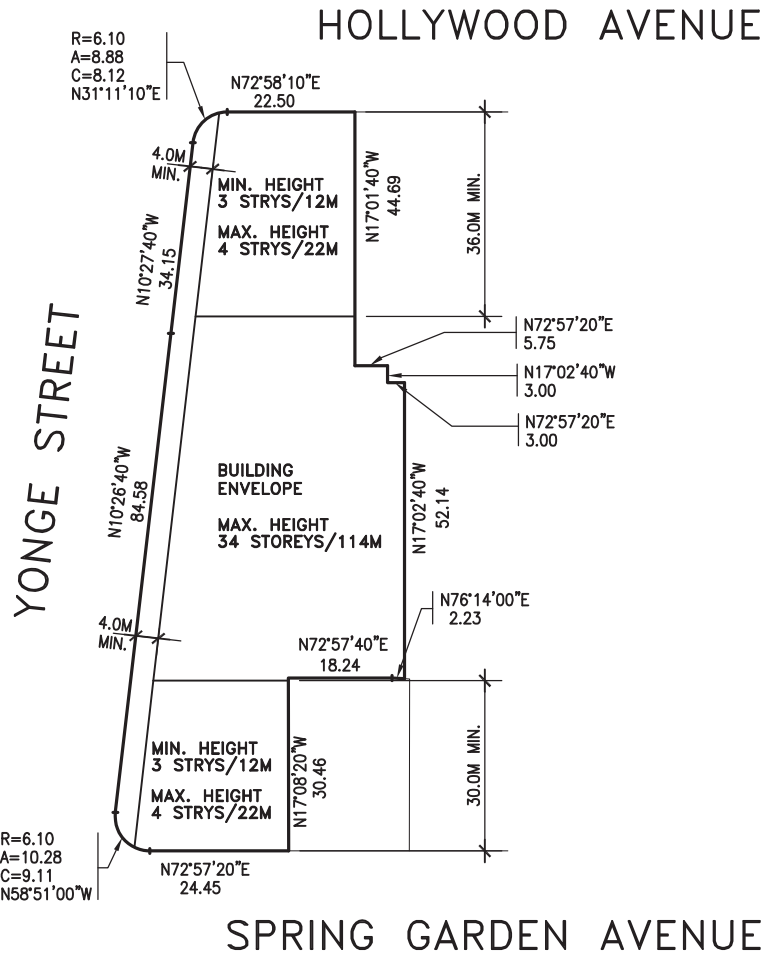 HOLLYWOOD AVENUE
R=6.10
A=8.88
C=8.12
N31°11'10"E
N72°58'10"E
22.50
4.0M
MIN.
MIN. HEIGHT
3 STRYS/12M
MAX. HEIGHT
4 STRYS/22M
N17°01'40"W
44.69
36.0M MIN.
N10°27'40"W
34.15
N72°57'20"E
5.75
N17°02'40"W
3.00
N72°57'20"E
3.00
YONGE STREET
N10°26'40"W
84.58
BUILDING
ENVELOPE
MAX. HEIGHT
34 STOREYS/114M
N17°02'40"W
52.14
N76°14'00"E
2.23
4.0M
MIN.
N72°57'40"E
18.24
MIN. HEIGHT
3 STRYS/12M
MAX. HEIGHT
4 STRYS/22M
N17°08'20"W
30.46
30.0M MIN.
R=6.10
A=10.28
C=9.11
N58°51'00"W
N72°57'20"E
24.45
SPRING GARDEN AVENUE